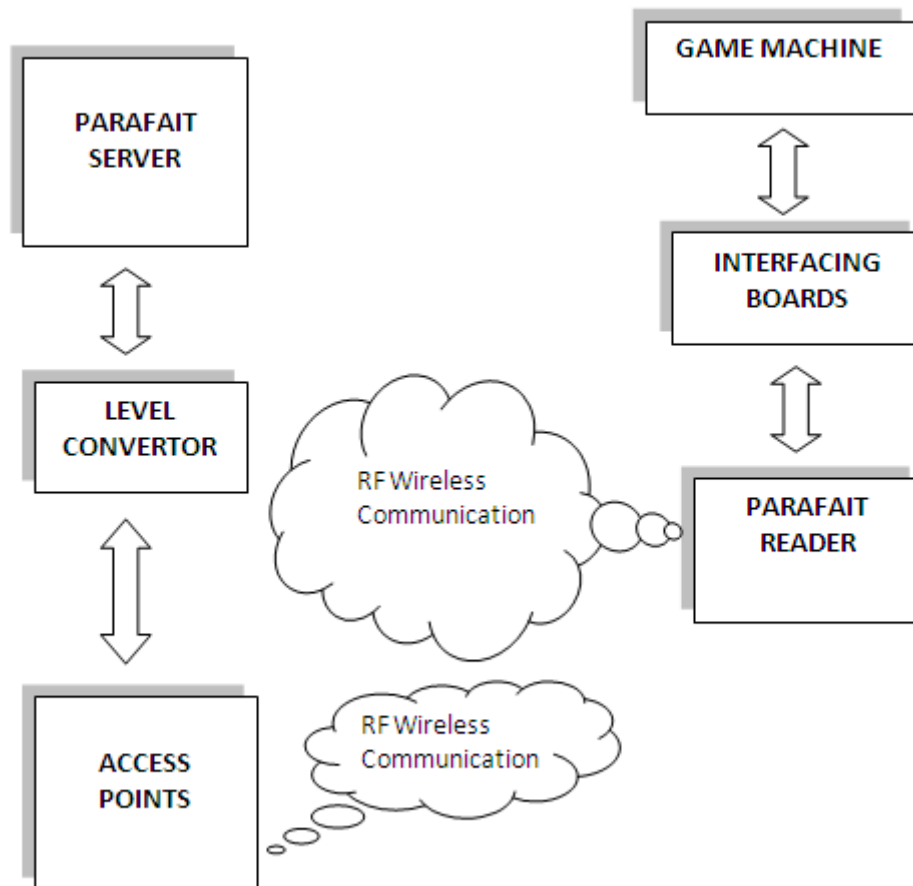 PARAFAIT
SERVER
LEVEL
CONVERTOR
ACCESS
POINTS
RF Wireless
Communication
RF Wireless
Communication
GAME MACHINE
INTERFACING
BOARDS
PARAFAIT
READER